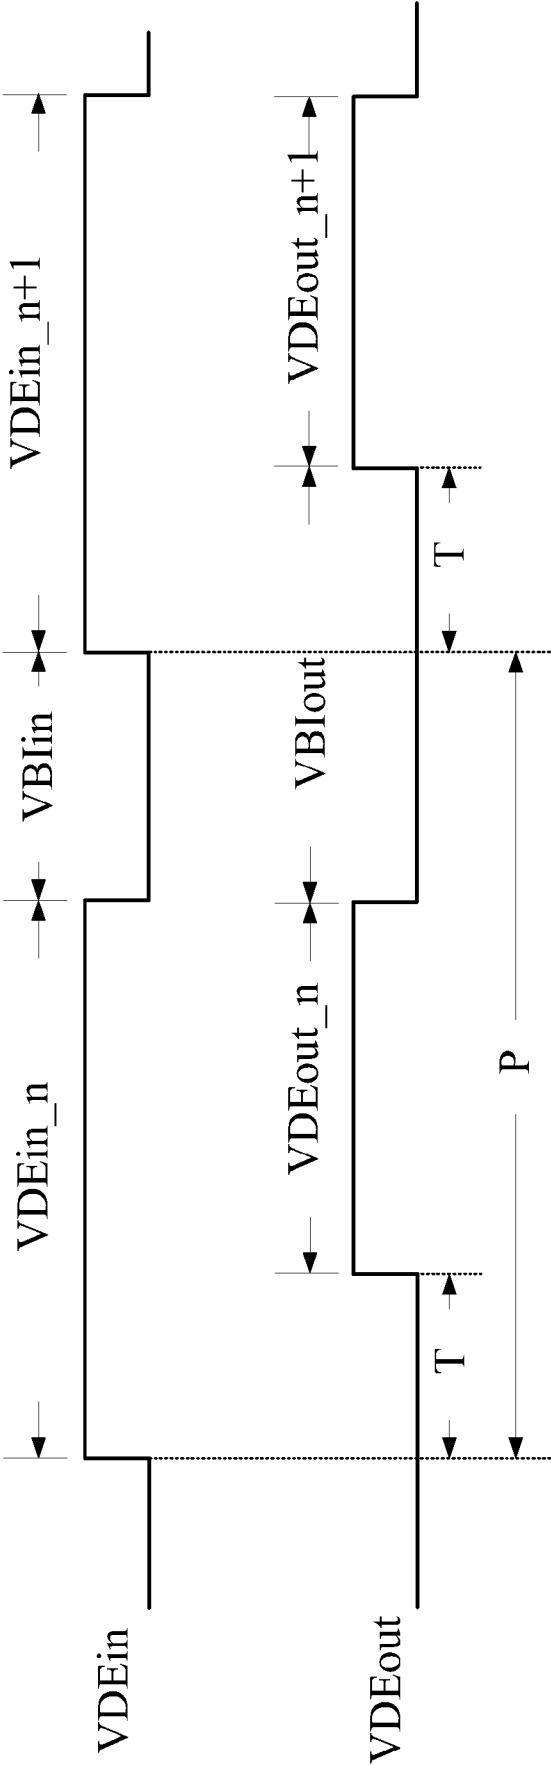 VDEin
VDEin_n
VBIin
VDEin_n+1
VDEout
VDEout_n
VBIout
VDEout_n+1
T
T
P